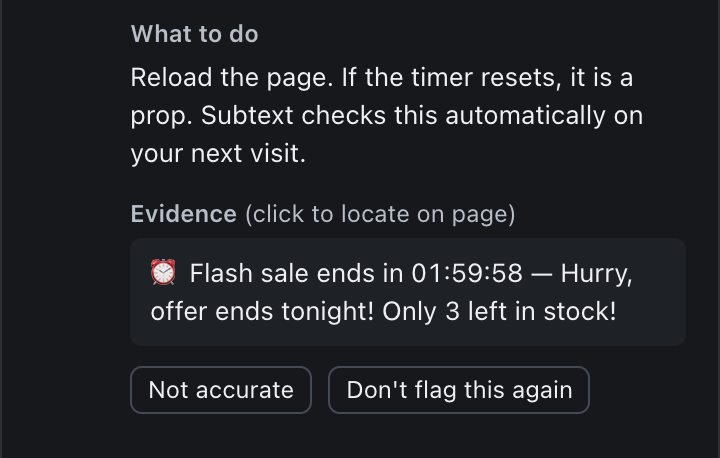 What to do
Reload the page. If the timer resets, it is a
prop. Subtext checks this automatically on
your next visit.
Evidence (click to locate on page)
⏰ Flash sale ends in 01:59:58 — Hurry,
offer ends tonight! Only 3 left in stock!
Not accurate
Don't flag this again